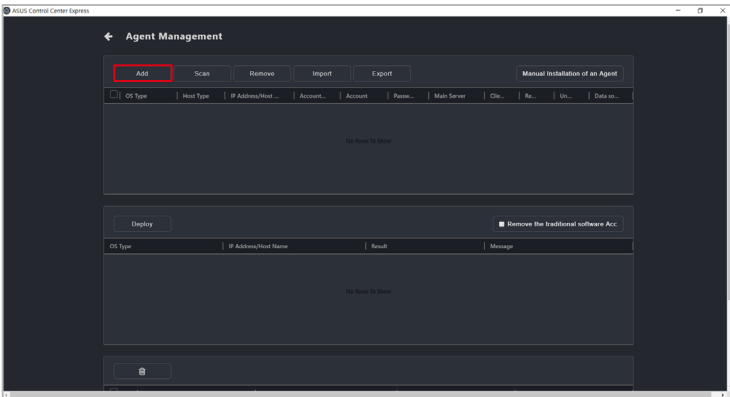 ASUS Control Center Express
Agent Management
Add Scan Remove Import Export Manual Installation of an Agent
OS Type Host Type IP Address/Host ... Account... Account Passw... Main Server Clie... Re... Un... Data so...
No Rows To Show
Deploy Remove the traditional software Acc
OS Type IP Address/Host Name Result Message
No Rows To Show